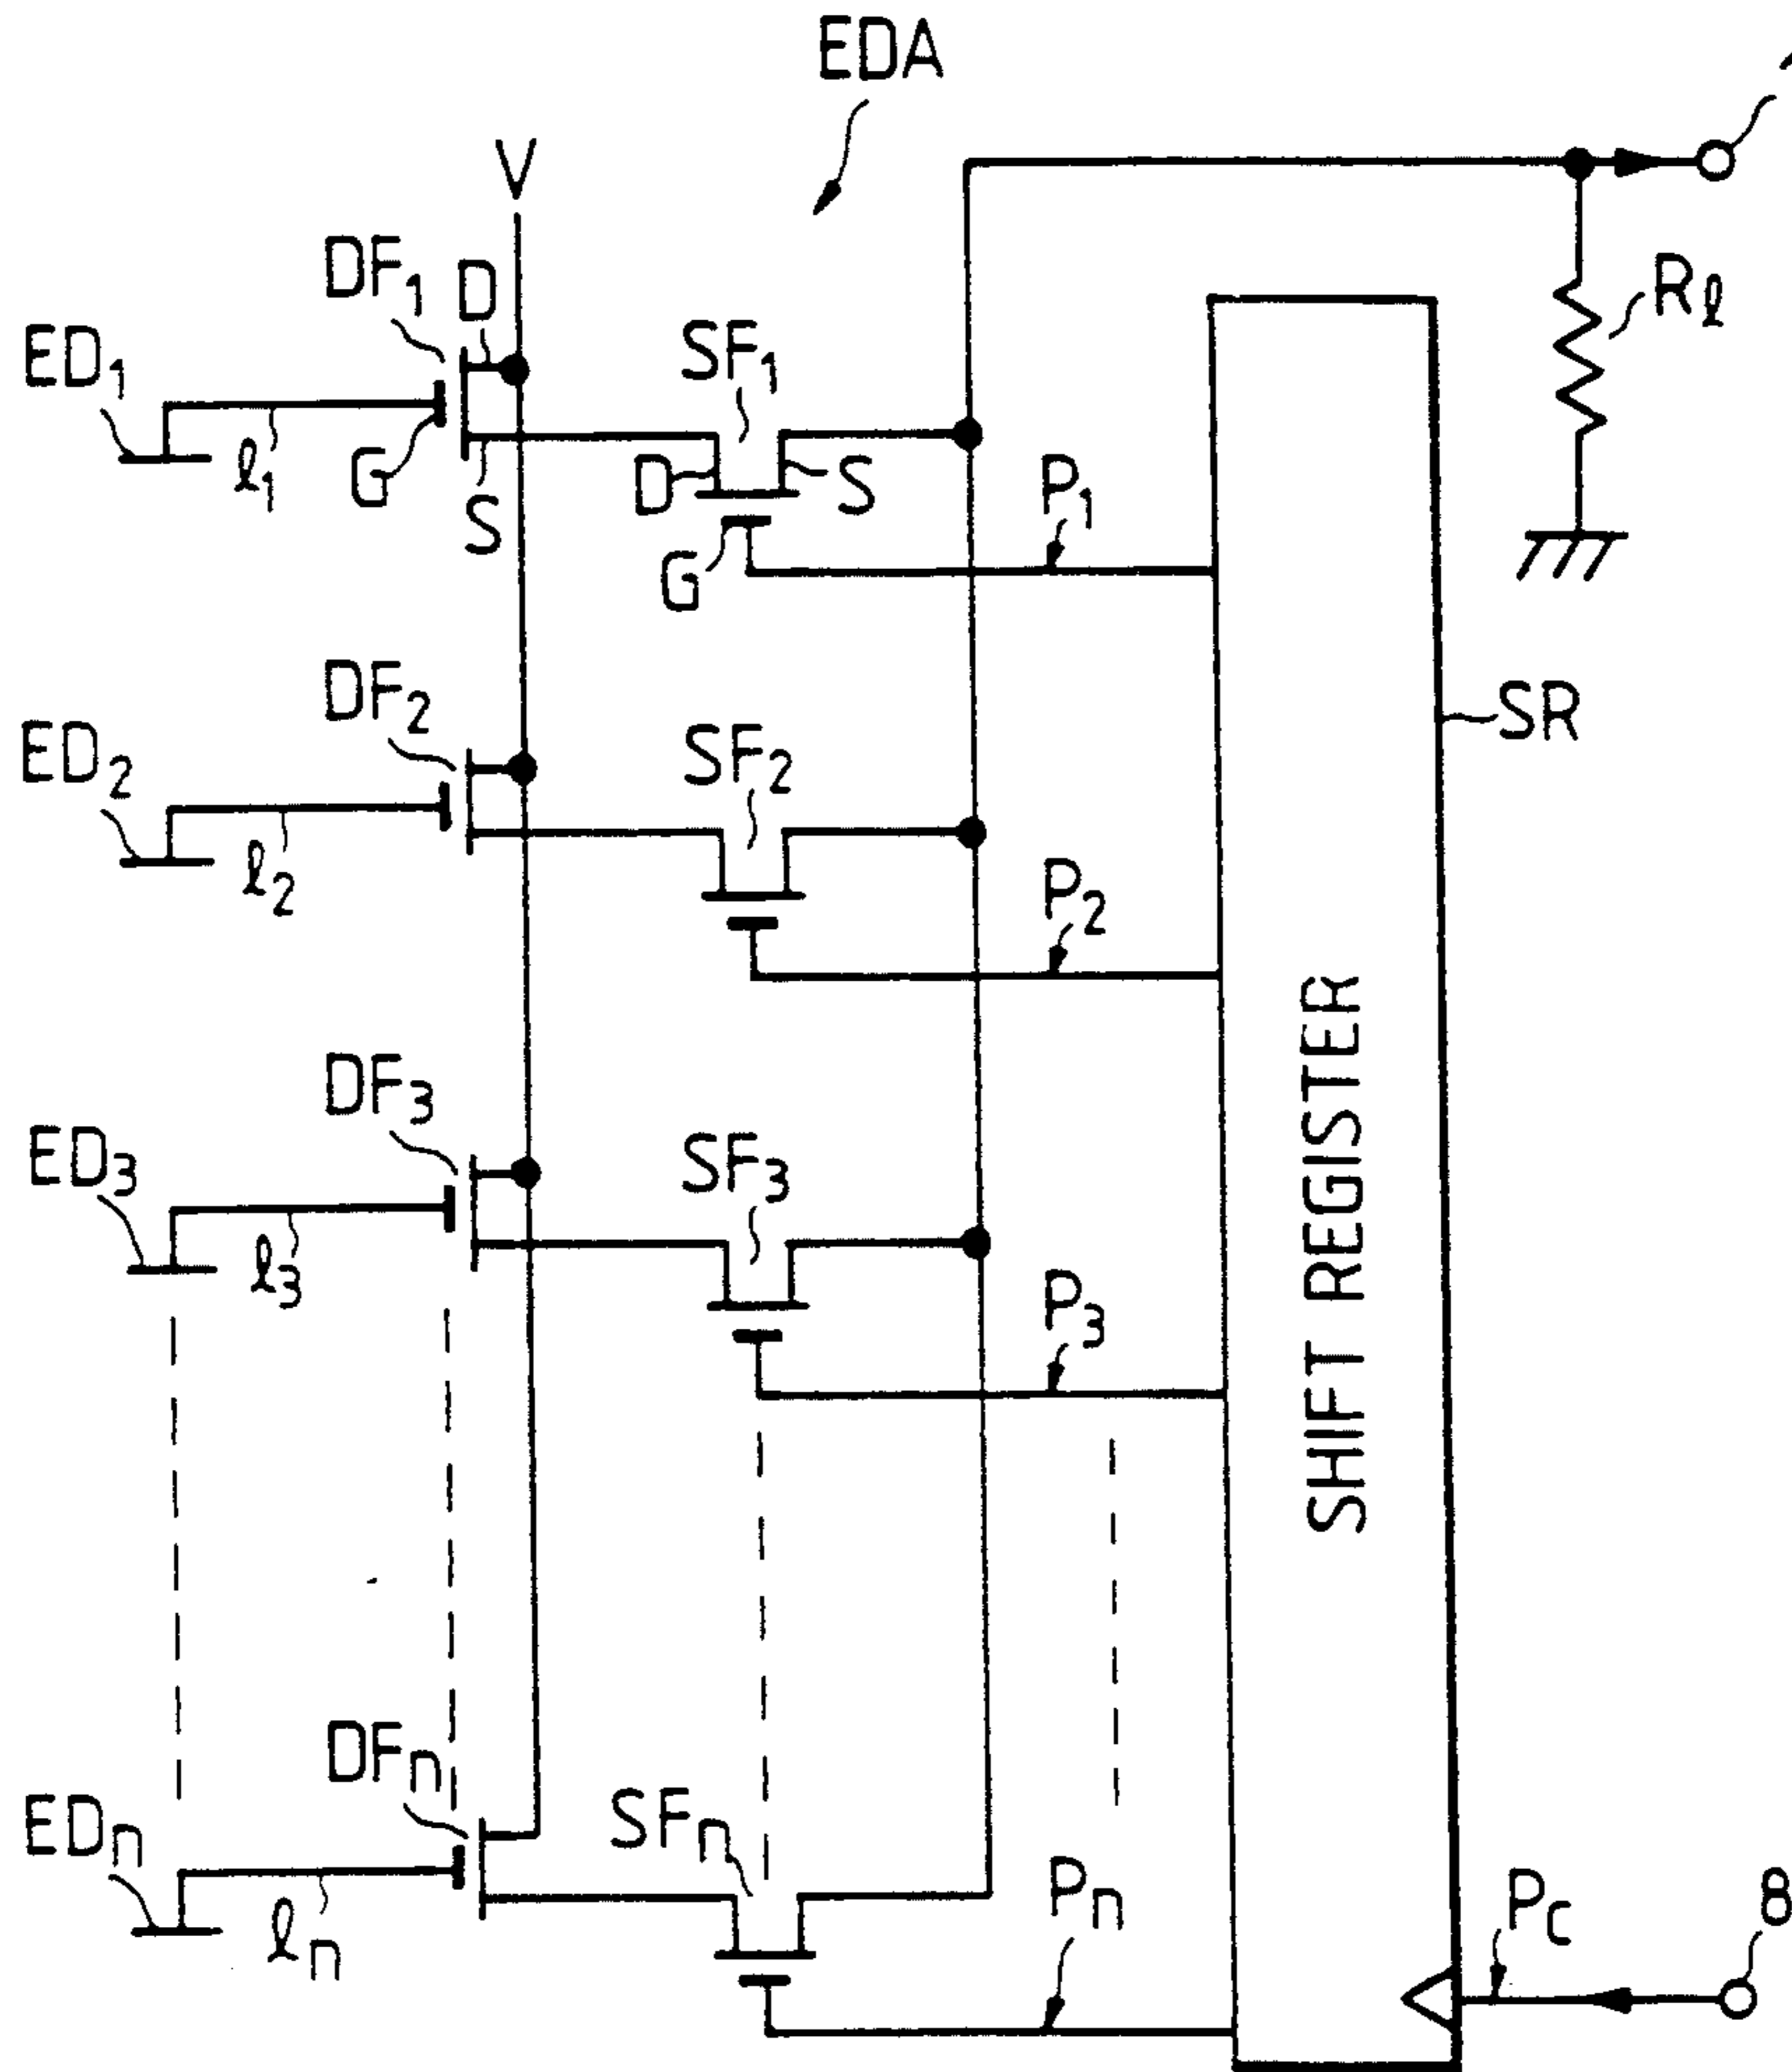 EDA
V
DF1
D
ED1
SF1
Rℓ
ℓ1
G
S
D
S
P1
G
DF2
SR
ED2
SF2
ℓ2
P2
DF3
ED3
SF3
ℓ3
P3
SHIFT REGISTER
DFn
EDn
SFn
ℓn
Pn
PC
8